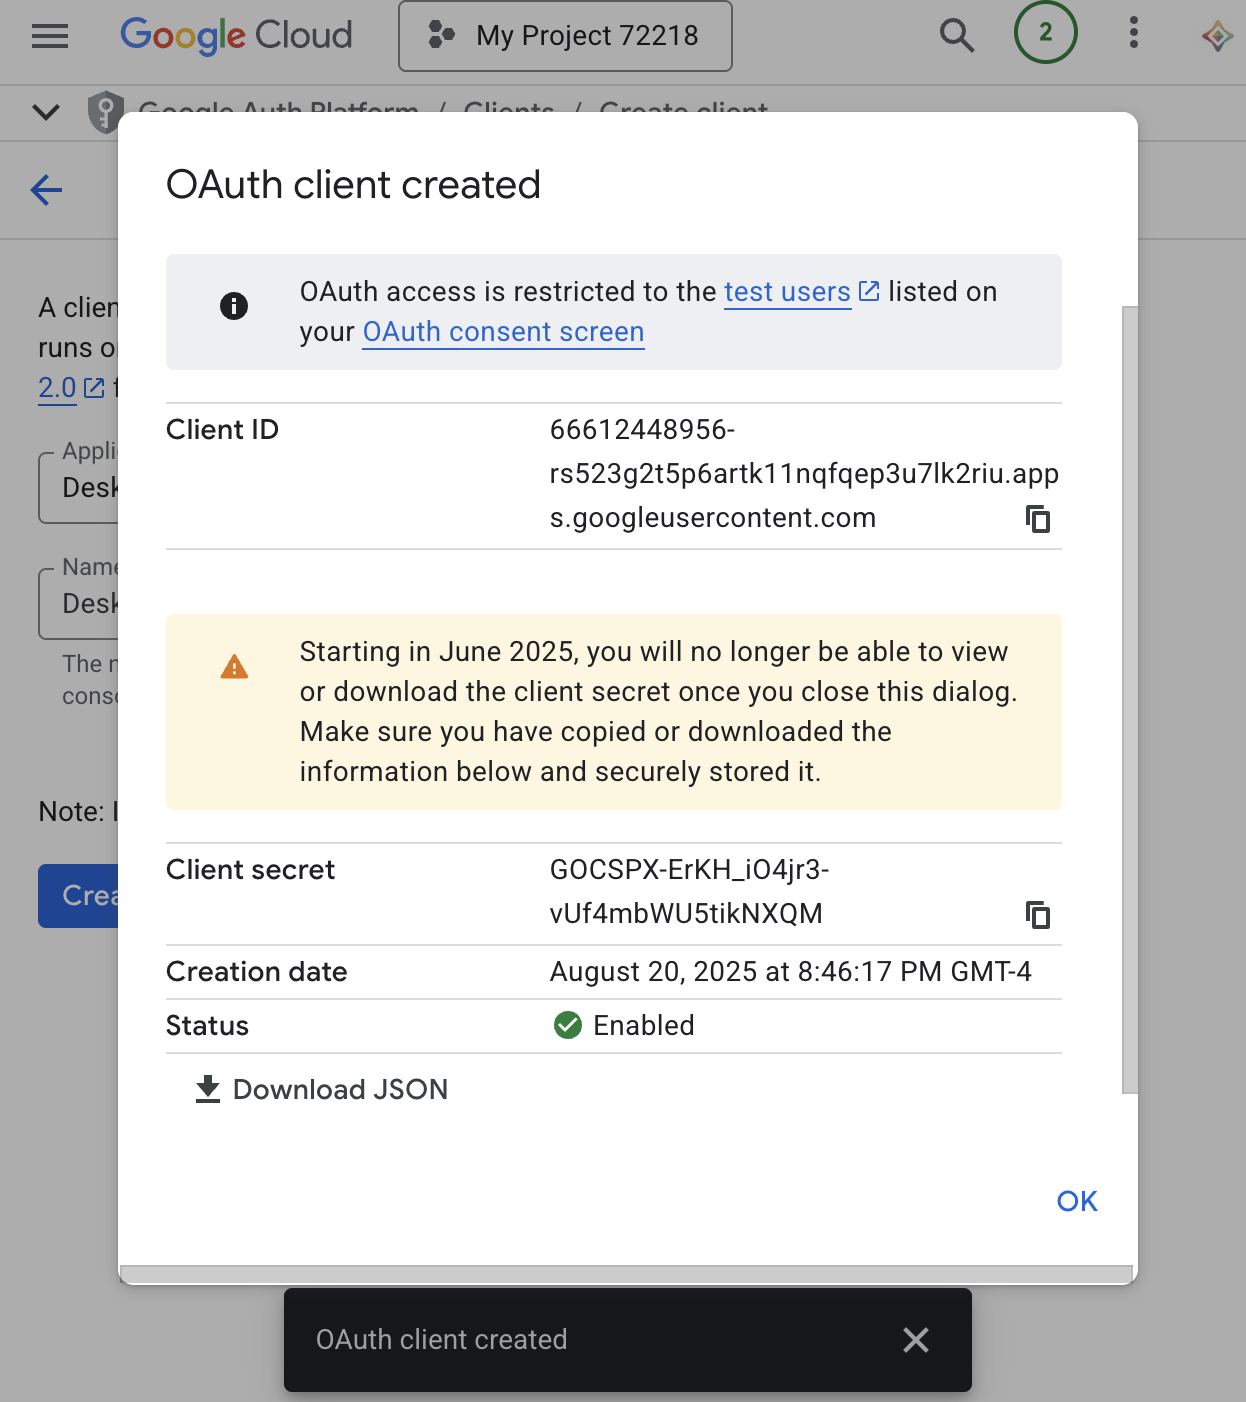 Google Cloud
My Project 72218
2
Google Auth Platform / Clients / Create client
OAuth client created
OAuth access is restricted to the test users listed on
your OAuth consent screen
A clien
runs o
2.0 f
Client ID
66612448956-
rs523g2t5p6artk11nqfqep3u7lk2riu.app
s.googleusercontent.com
Appli
Desk
Name
Desk
The n
conso
Starting in June 2025, you will no longer be able to view
or download the client secret once you close this dialog.
Make sure you have copied or downloaded the
information below and securely stored it.
Note: I
Crea
Client secret
GOCSPX-ErKH_iO4jr3-
vUf4mbWU5tikNXQM
Creation date
August 20, 2025 at 8:46:17 PM GMT-4
Status
Enabled
Download JSON
OK
OAuth client created